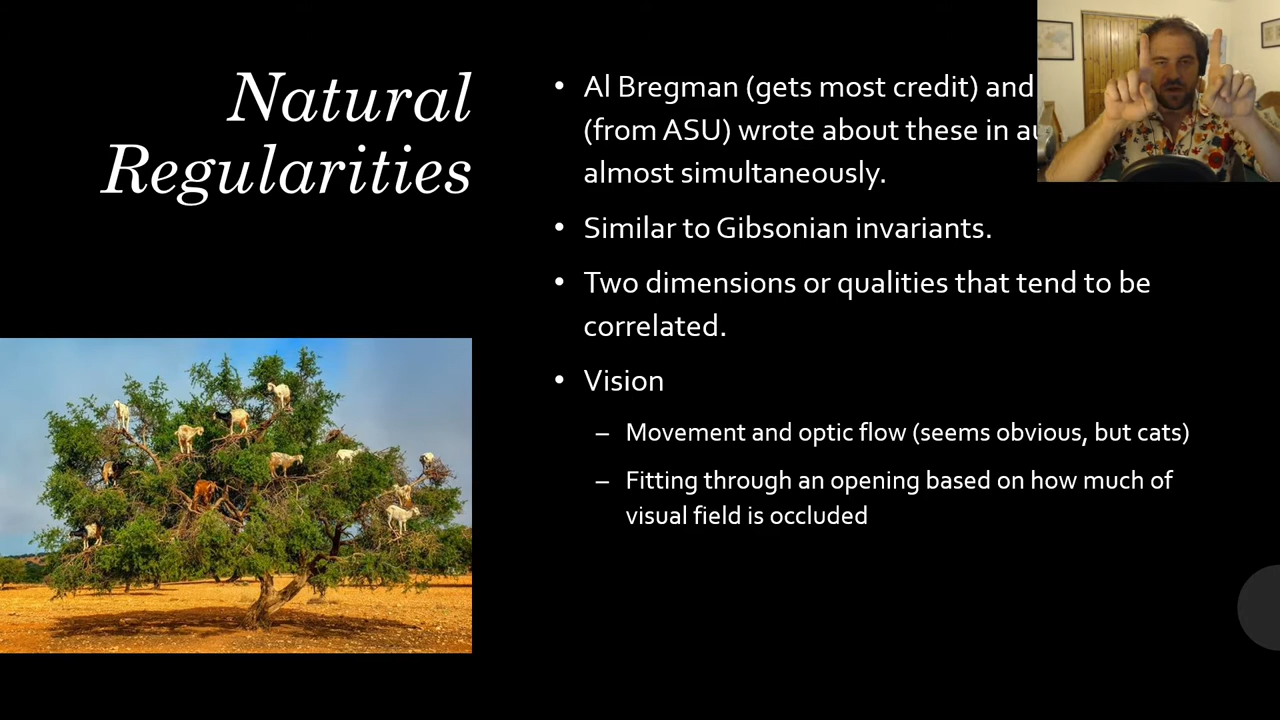 Natural
Regularities
• Al Bregman (gets most credit) and
(from ASU) wrote about these in
almost simultaneously.
• Similar to Gibsonian invariants.
• Two dimensions or qualities that tend to be
correlated.
• Vision
– Movement and optic flow (seems obvious, but cats)
– Fitting through an opening based on how much of
visual field is occluded